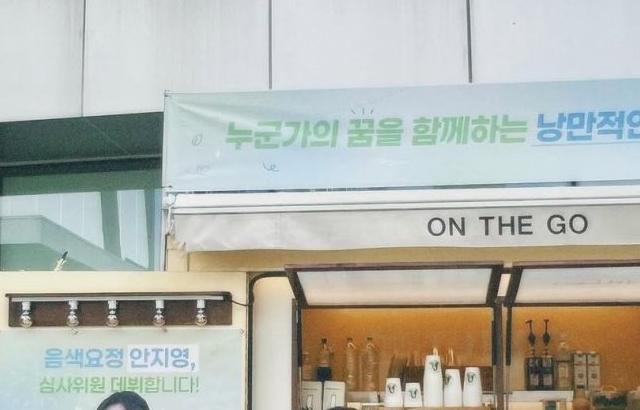 누군가의 꿈을 함께하는 낭만적인
ON THE GO
음색요정 안지영,
심사위원 데뷔합니다!